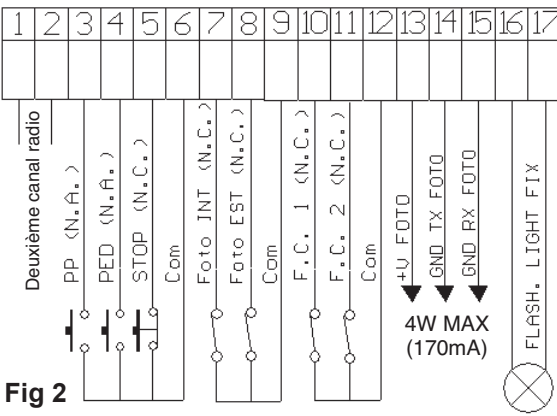 1 2 3 4 5 6 7 8 9 10 11 12 13 14 15 16 17
Deuxième canal radio
PP (N.A.)
PED (N.A.)
STOP (N.C.)
Com
Foto INT (N.C.)
Foto EST (N.C.)
Com
F.C. 1 (N.C.)
F.C. 2 (N.C.)
Com
+V FOTO
GND TX FOTO
GND RX FOTO
FLASH. LIGHT FIX
4W MAX
(170mA)
Fig 2